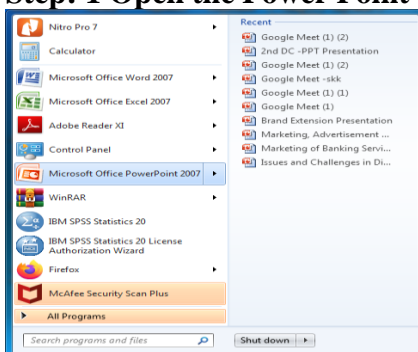 Step: 1 Open the Power Point
Nitro Pro 7
Calculator
Microsoft Office Word 2007
Microsoft Office Excel 2007
Adobe Reader XI
Control Panel
Microsoft Office PowerPoint 2007
WinRAR
IBM SPSS Statistics 20
IBM SPSS Statistics 20 License
Authorization Wizard
Firefox
McAfee Security Scan Plus
All Programs
Search programs and files
Recent
Google Meet (1) (2)
2nd DC -PPT Presentation
Google Meet (1) (2)
Google Meet -skk
Google Meet (1) (1)
Google Meet (1)
Brand Extension Presentation
Marketing, Advertisement ...
Marketing of Banking Servi...
Issues and Challenges in Di...
Shut down